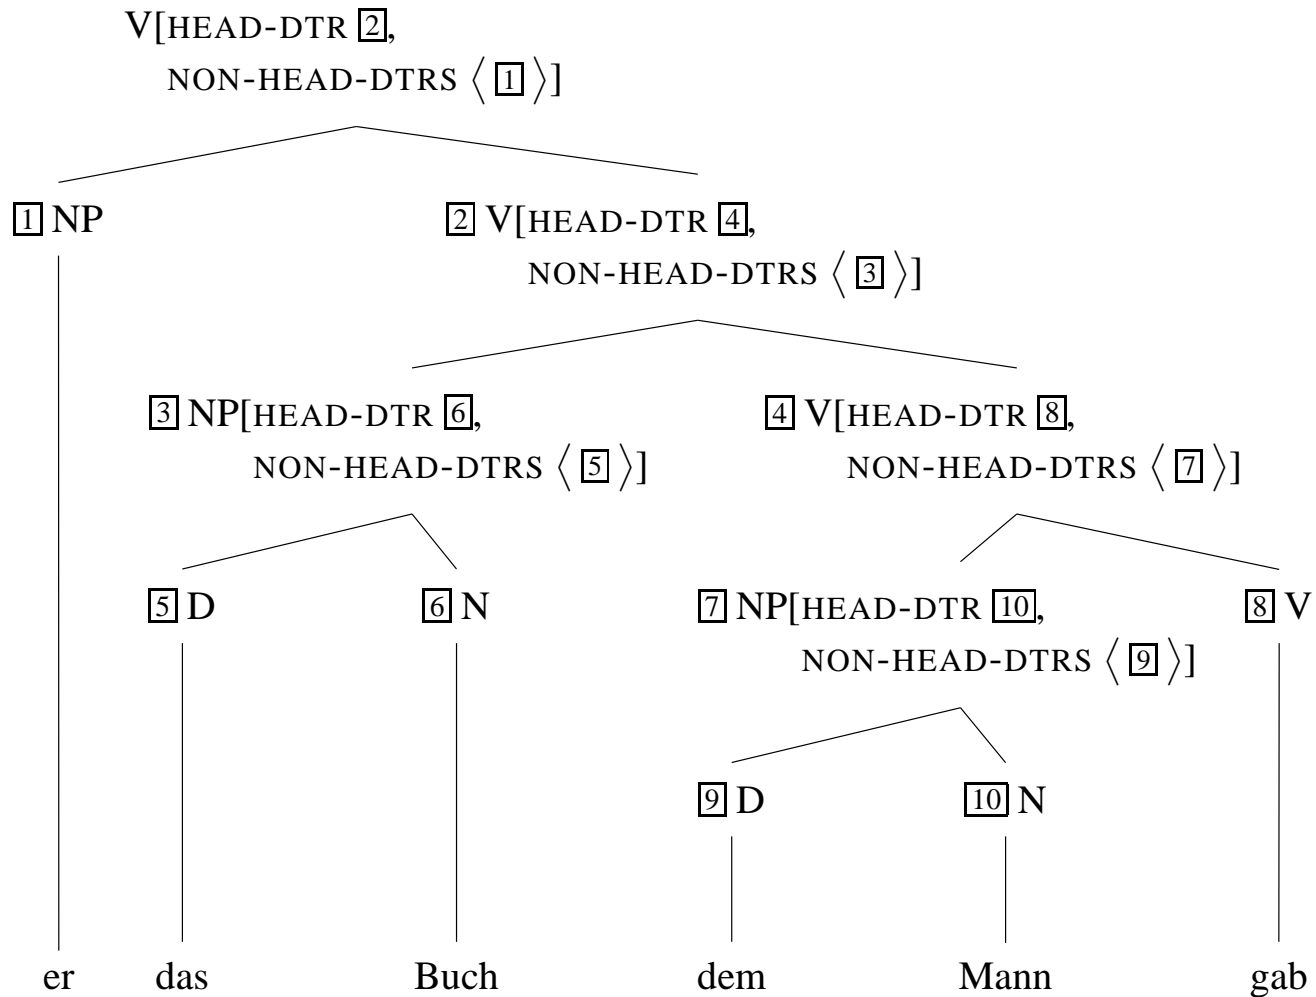 V[HEAD-DTR 2,
NON-HEAD-DTRS ⟨ 1 ⟩]
1 NP 2 V[HEAD-DTR 4,
NON-HEAD-DTRS ⟨ 3 ⟩]
3 NP[HEAD-DTR 6, 4 V[HEAD-DTR 8,
NON-HEAD-DTRS ⟨ 5 ⟩] NON-HEAD-DTRS ⟨ 7 ⟩]
5 D 6 N 7 NP[HEAD-DTR 10, 8 V
NON-HEAD-DTRS ⟨ 9 ⟩]
9 D 10 N
er das Buch dem Mann gab